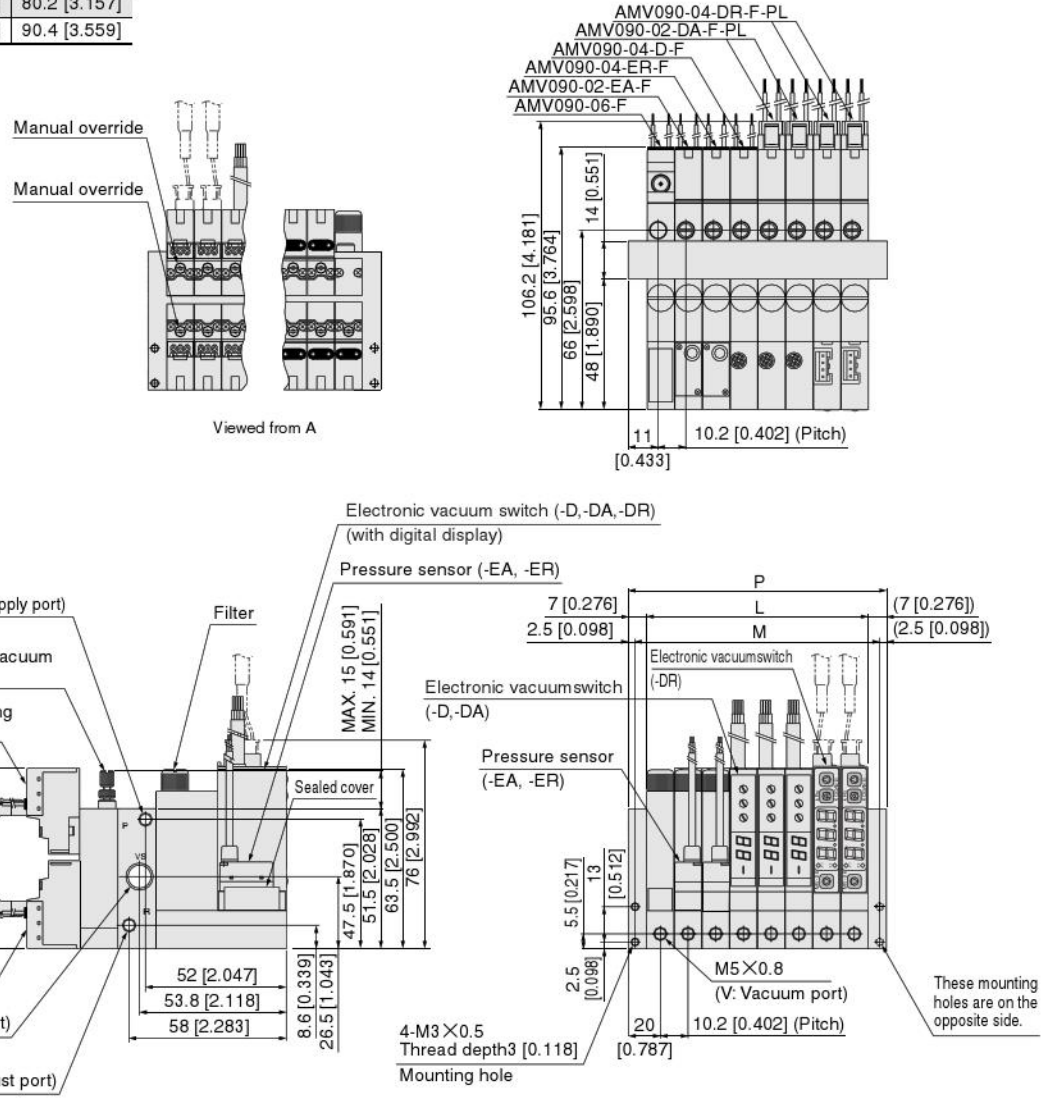 80.2 [3.157]
90.4 [3.559]
AMV090-04-DR-F-PL
AMV090-02-DA-F-PL
AMV090-04-D-F
AMV090-04-ER-F
AMV090-02-EA-F
AMV090-06-F
Manual override
Manual override
106.2 [4.181]
95.6 [3.764]
66 [2.598]
48 [1.890]
14 [0.551]
11
[0.433]
10.2 [0.402] (Pitch)
Viewed from A
Electronic vacuum switch (-D,-DA,-DR)
(with digital display)
Pressure sensor (-EA, -ER)
pply port)
Filter
acuum
ng
MAX. 15 [0.591]
MIN. 14 [0.551]
Sealed cover
P
VS
R
47.5 [1.870]
51.5 [2.028]
63.5 [2.500]
76 [2.992]
52 [2.047]
53.8 [2.118]
58 [2.283]
8.6 [0.339]
26.5 [1.043]
t)
ust port)
P
7 [0.276]
L
(7 [0.276])
2.5 [0.098]
M
(2.5 [0.098])
Electronic vacuumswitch
(-DR)
Electronic vacuumswitch
(-D,-DA)
Pressure sensor
(-EA, -ER)
5.5 [0.217]
13
[0.512]
2.5
[0.098]
M5×0.8
(V: Vacuum port)
20
[0.787]
10.2 [0.402] (Pitch)
4-M3×0.5
Thread depth3 [0.118]
Mounting hole
These mounting
holes are on the
opposite side.